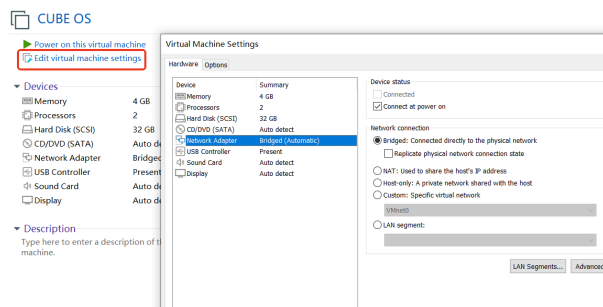 CUBE OS
Power on this virtual machine
Edit virtual machine settings
Devices
Memory 4 GB
Processors 2
Hard Disk (SCSI) 32 GB
CD/DVD (SATA) Auto de
Network Adapter Bridged
USB Controller Present
Sound Card Auto de
Display Auto de
Description
Type here to enter a description of t
machine.
Virtual Machine Settings
Hardware Options
Device Summary
Memory 4 GB
Processors 2
Hard Disk (SCSI) 32 GB
CD/DVD (SATA) Auto detect
Network Adapter Bridged (Automatic)
USB Controller Present
Sound Card Auto detect
Display Auto detect
Device status
Connected
Connect at power on
Network connection
Bridged: Connected directly to the physical network
Replicate physical network connection state
NAT: Used to share the host's IP address
Host-only: A private network shared with the host
Custom: Specific virtual network
VMnet0
LAN segment:
LAN Segments... Advanced